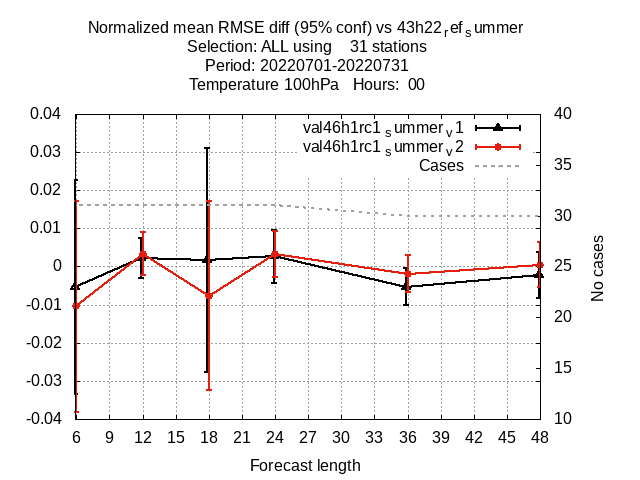 Normalized mean RMSE diff (95% conf) vs 43h22refsummer
Selection: ALL using 31 stations
Period: 20220701-20220731
Temperature 100hPa Hours: 00
val46h1rc1summerv1
val46h1rc1summerv2
Cases
0.04
0.03
0.02
0.01
0
-0.01
-0.02
-0.03
-0.04
40
35
30
25
20
15
10
No cases
6 9 12 15 18 21 24 27 30 33 36 39 42 45 48
Forecast length